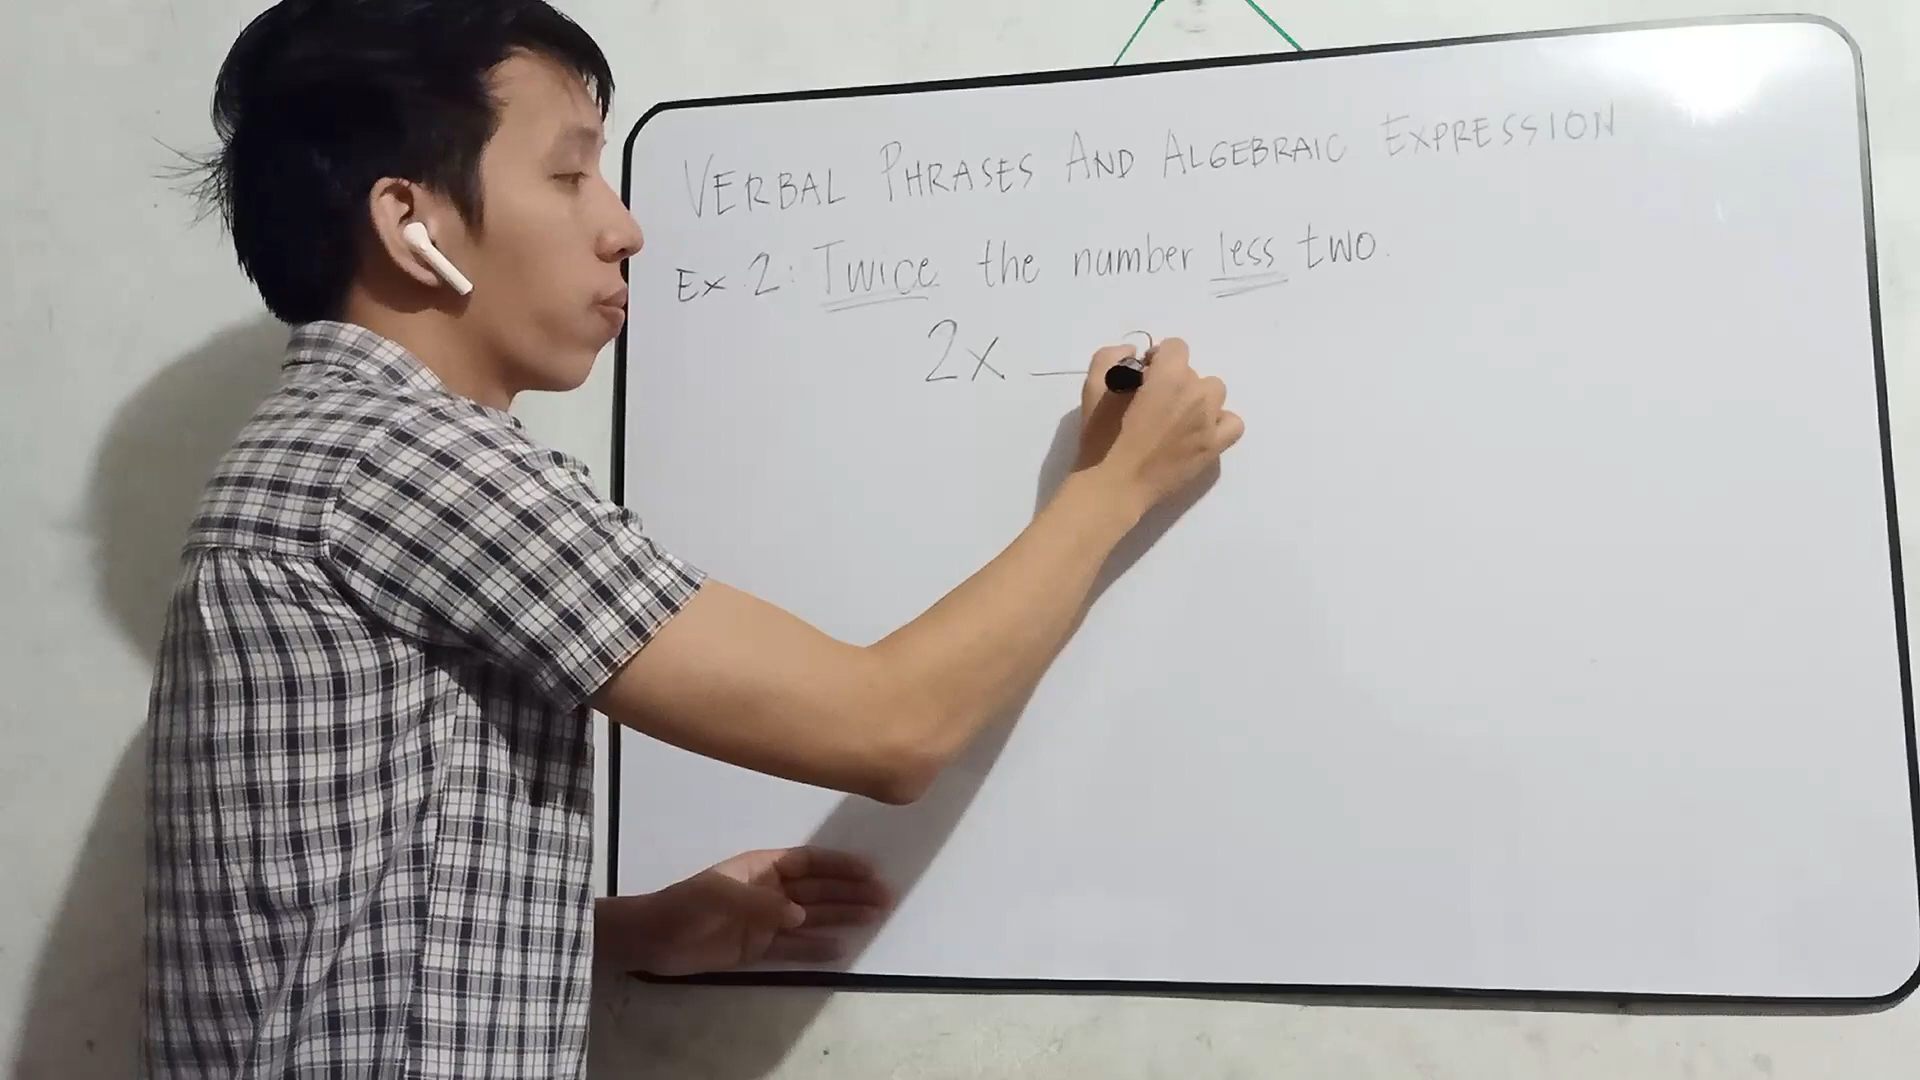 VERBAL PHRASES AND ALGEBRAIC EXPRESSION
Ex 2: Twice the number less two.
2x — 2